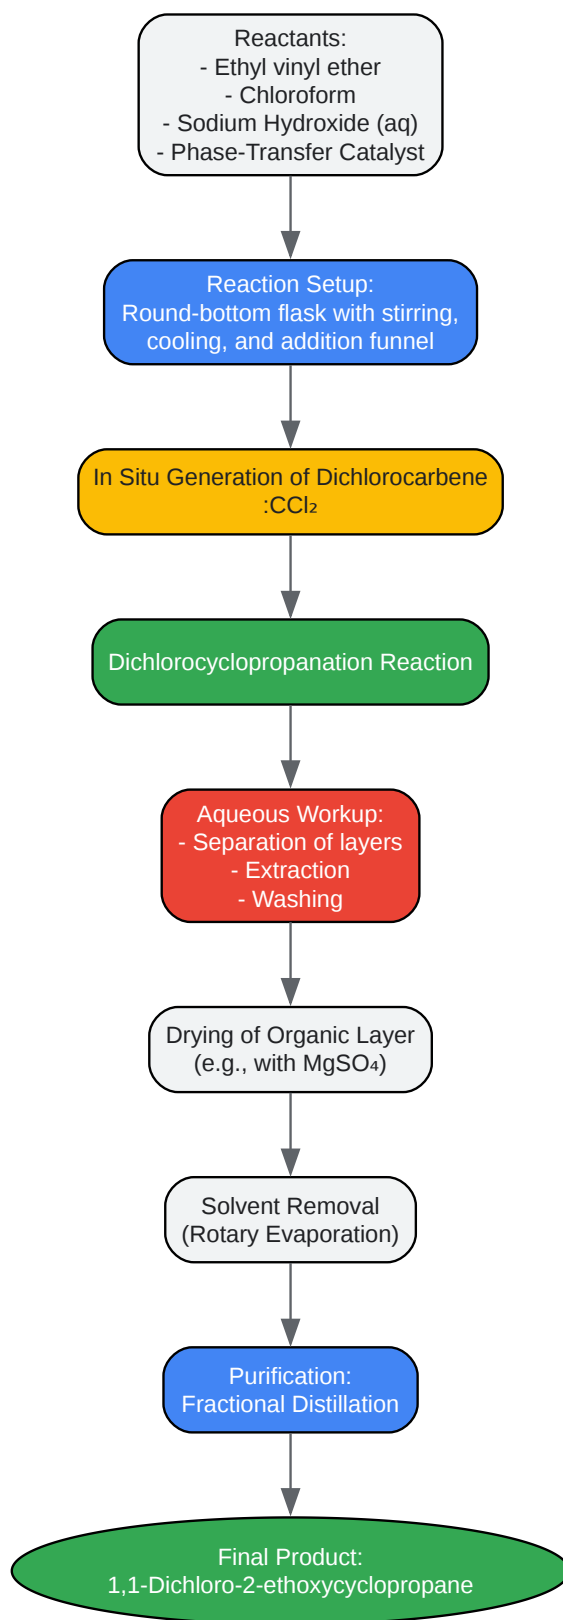 Reactants:
- Ethyl vinyl ether
- Chloroform
- Sodium Hydroxide (aq)
- Phase-Transfer Catalyst
Reaction Setup:
Round-bottom flask with stirring,
cooling, and addition funnel
In Situ Generation of Dichlorocarbene
:CCl₂
Dichlorocyclopropanation Reaction
Aqueous Workup:
- Separation of layers
- Extraction
- Washing
Drying of Organic Layer
(e.g., with MgSO₄)
Solvent Removal
(Rotary Evaporation)
Purification:
Fractional Distillation
Final Product:
1,1-Dichloro-2-ethoxycyclopropane